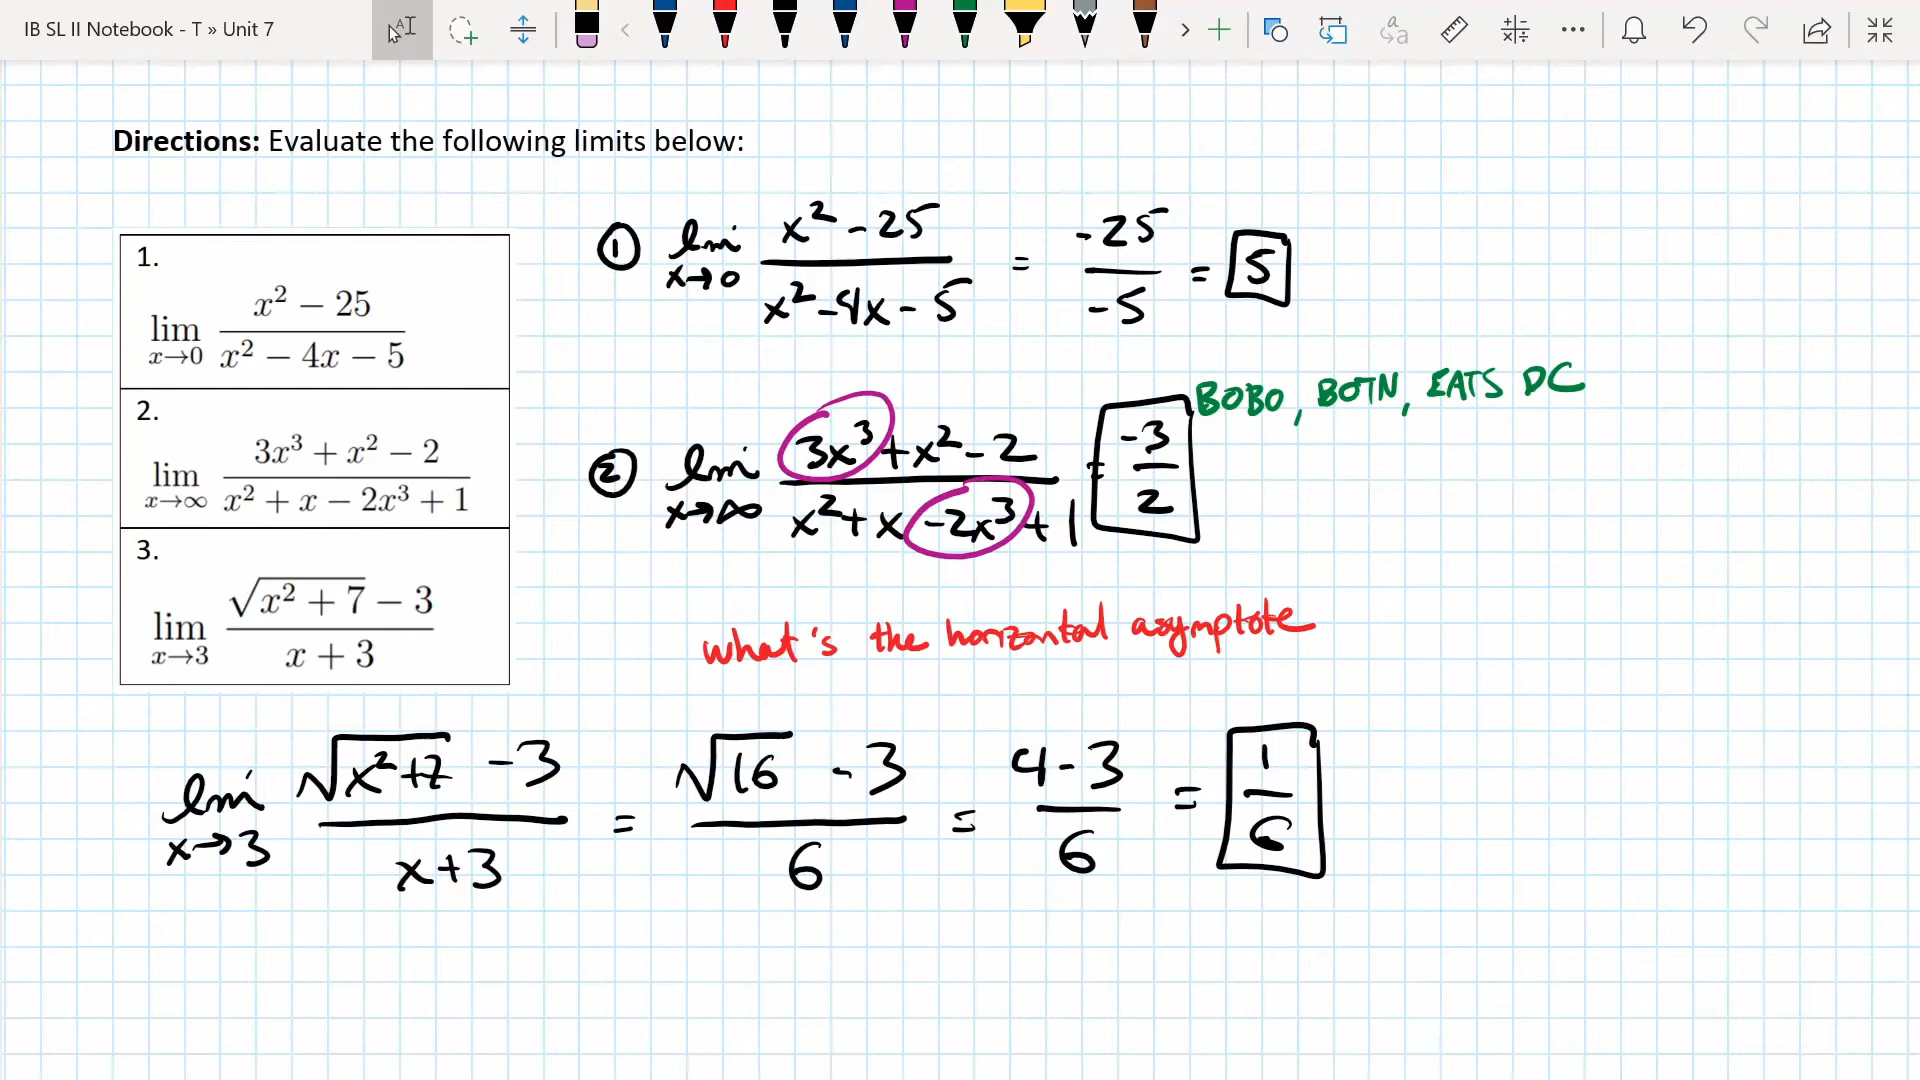 IB SL II Notebook - T » Unit 7
Directions: Evaluate the following limits below:
1.
lim x→0 (x² − 25)/(x² − 4x − 5)
2.
lim x→∞ (3x³ + x² − 2)/(x² + x − 2x³ + 1)
3.
lim x→3 (√(x² + 7) − 3)/(x + 3)
① lim x→0 (x² - 25)/(x² - 4x - 5) = -25/-5 = 5
BOBO, BOTN, EATS DC
② lim x→∞ (3x³ + x² - 2)/(x² + x - 2x³ + 1) = -3/2
what's the horizontal asymptote
lim x→3 (√(x²+7) - 3)/(x+3) = (√16 - 3)/6 = (4-3)/6 = 1/6